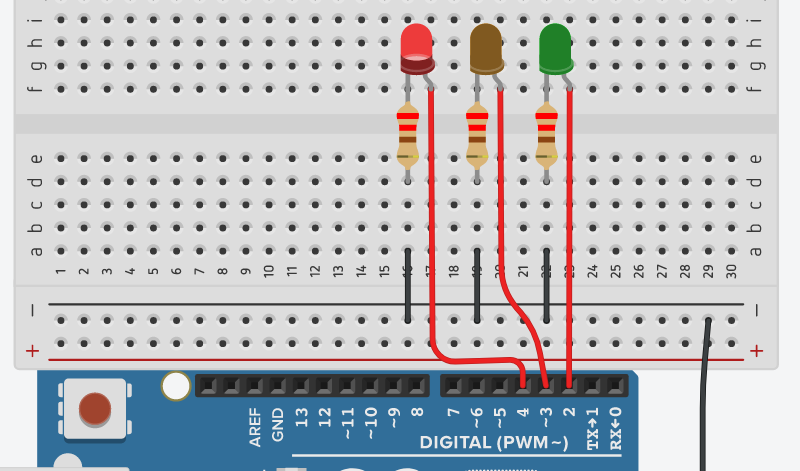 i i
h h
g g
f f
e e
d d
c c
b b
a a
1 2 3 4 5 6 7 8 9 10 11 12 13 14 15 16 17 18 19 20 21 22 23 24 25 26 27 28 29 30
− −
+ +
AREF GND 13 12 ~11 ~10 ~9 8 7 ~6 ~5 4 ~3 2 TX→1 RX←0
DIGITAL (PWM~)